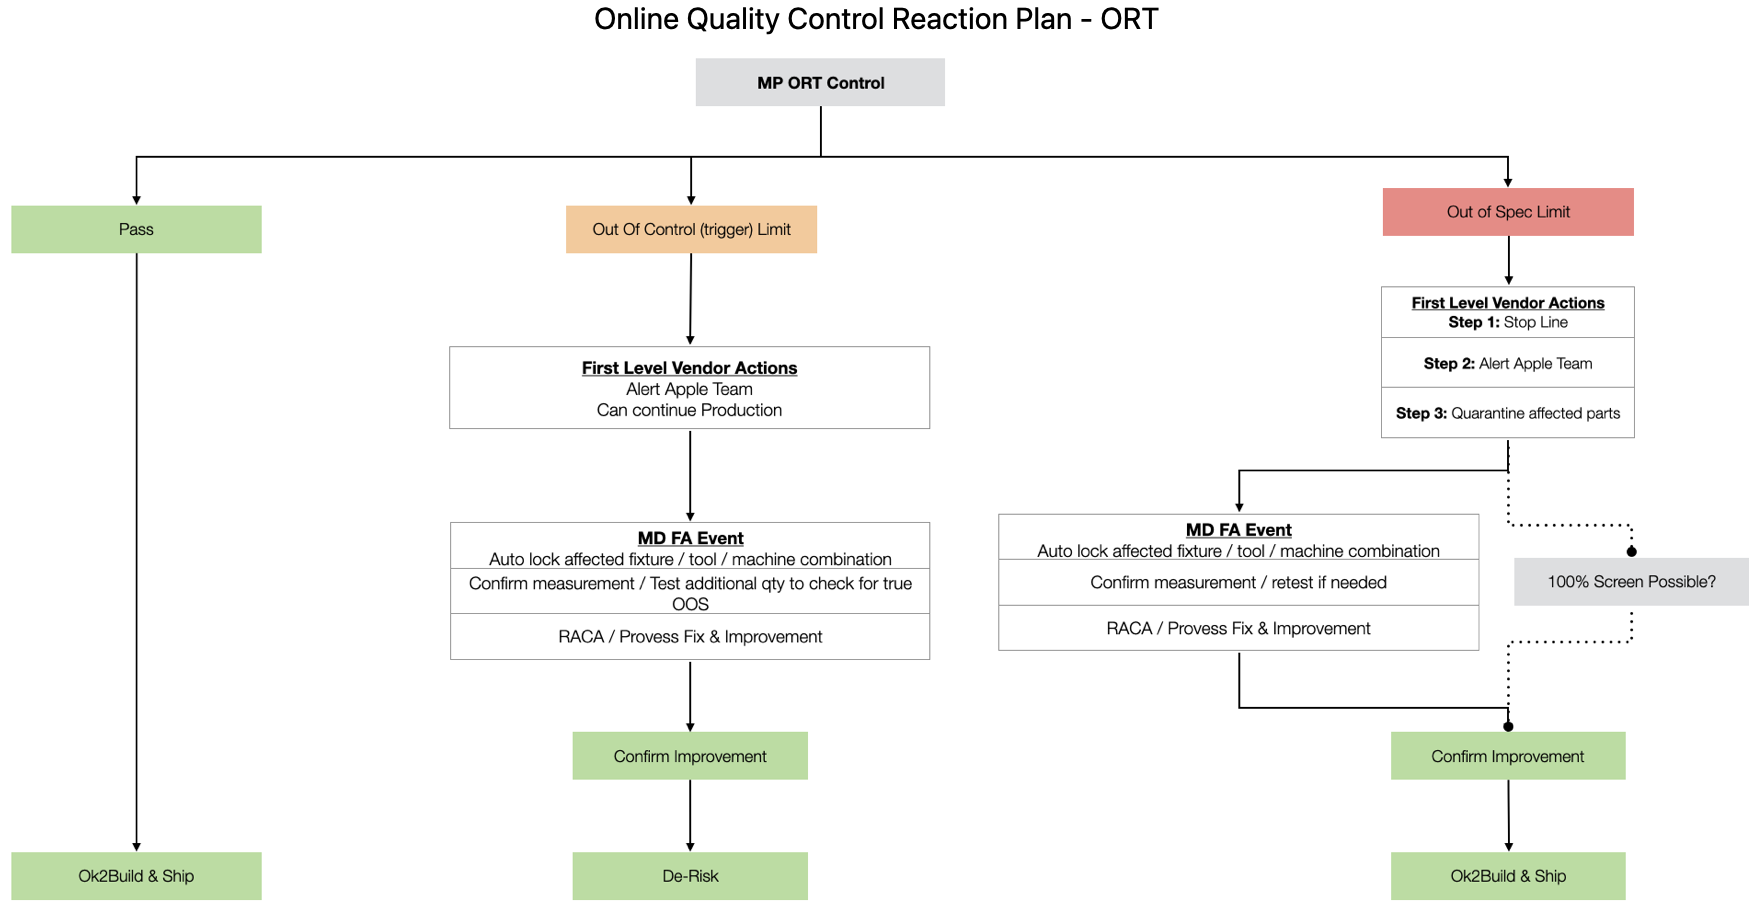 Online Quality Control Reaction Plan - ORT
MP ORT Control
Pass
Out Of Control (trigger) Limit
Out of Spec Limit
First Level Vendor Actions
Step 1: Stop Line
Step 2: Alert Apple Team
Step 3: Quarantine affected parts
First Level Vendor Actions
Alert Apple Team
Can continue Production
MD FA Event
Auto lock affected fixture / tool / machine combination
Confirm measurement / Test additional qty to check for true
OOS
RACA / Provess Fix & Improvement
MD FA Event
Auto lock affected fixture / tool / machine combination
Confirm measurement / retest if needed
RACA / Provess Fix & Improvement
100% Screen Possible?
Confirm Improvement
Confirm Improvement
Ok2Build & Ship
De-Risk
Ok2Build & Ship